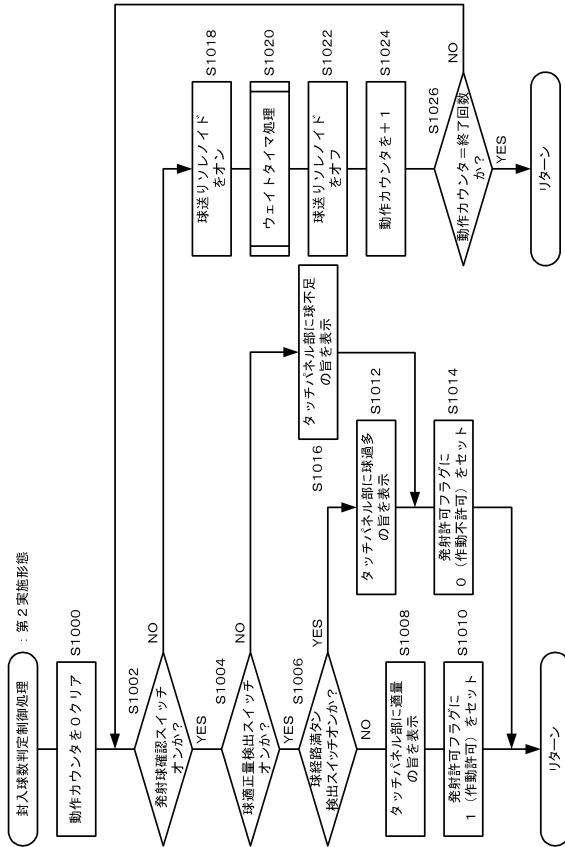 封入球数判定制御処理
:第2実施形態
動作カウンタを0クリア
S1000
発射球確認スイッチ
オンか?
S1002
NO
YES
球適正量検出スイッチ
オンか?
S1004
NO
YES
球経路満タン
検出スイッチオンか?
S1006
YES
NO
タッチパネル部に適量
の旨を表示
S1008
発射許可フラグに
1(作動許可)をセット
S1010
リターン
タッチパネル部に球過多
の旨を表示
S1012
発射許可フラグに
0(作動不許可)をセット
S1014
タッチパネル部に球不足
の旨を表示
S1016
球送りソレノイド
をオン
S1018
ウェイトタイマ処理
S1020
球送りソレノイド
をオフ
S1022
動作カウンタを+1
S1024
動作カウンタ=終了回数
か?
S1026
NO
YES
リターン